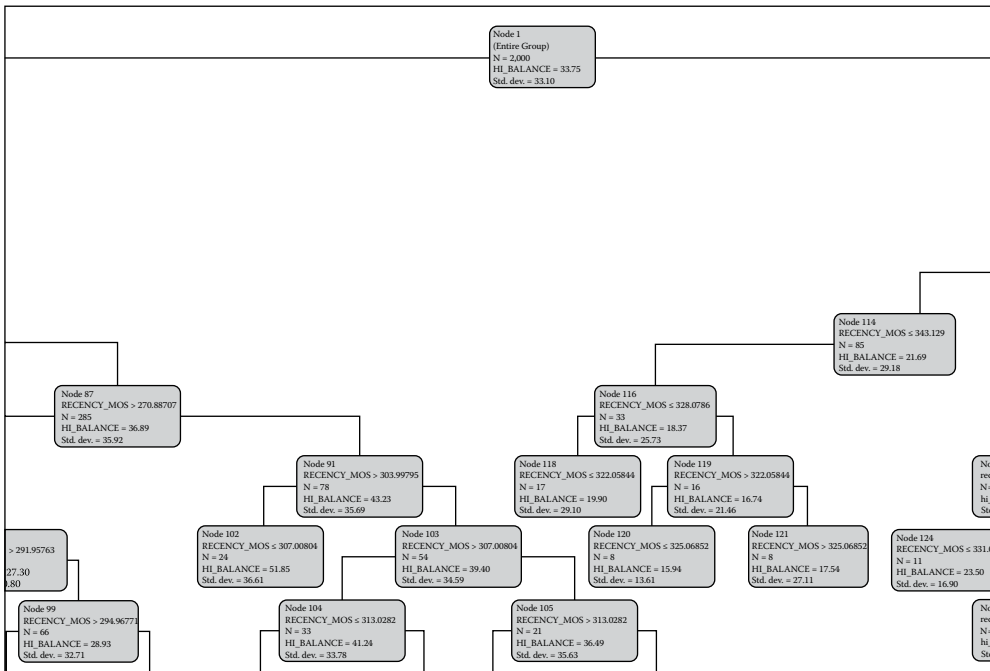 Node 1
(Entire Group)
N = 2,000
HI_BALANCE = 33.75
Std. dev. = 33.10
Node 114
RECENCY_MOS ≤ 343.129
N = 85
HI_BALANCE = 21.69
Std. dev. = 29.18
Node 87
RECENCY_MOS > 270.88707
N = 285
HI_BALANCE = 36.89
Std. dev. = 35.92
Node 116
RECENCY_MOS ≤ 328.0786
N = 33
HI_BALANCE = 18.37
Std. dev. = 25.73
Node 91
RECENCY_MOS > 303.99795
N = 78
HI_BALANCE = 43.23
Std. dev. = 35.69
Node 118
RECENCY_MOS ≤ 322.05844
N = 17
HI_BALANCE = 19.90
Std. dev. = 29.10
Node 119
RECENCY_MOS > 322.05844
N = 16
HI_BALANCE = 16.74
Std. dev. = 21.46
> 291.95763
27.30
Node 102
RECENCY_MOS ≤ 307.00804
N = 24
HI_BALANCE = 51.85
Std. dev. = 36.61
Node 103
RECENCY_MOS > 307.00804
N = 54
HI_BALANCE = 39.40
Std. dev. = 34.59
Node 120
RECENCY_MOS ≤ 325.06852
N = 8
HI_BALANCE = 15.94
Std. dev. = 13.61
Node 121
RECENCY_MOS > 325.06852
N = 8
HI_BALANCE = 17.54
Std. dev. = 27.11
Node 124
RECENCY_MOS ≤ 331.
N = 11
HI_BALANCE = 23.50
Std. dev. = 16.90
Node 99
RECENCY_MOS > 294.96771
N = 66
HI_BALANCE = 28.93
Std. dev. = 32.71
Node 104
RECENCY_MOS ≤ 313.0282
N = 33
HI_BALANCE = 41.24
Std. dev. = 33.78
Node 105
RECENCY_MOS > 313.0282
N = 21
HI_BALANCE = 36.49
Std. dev. = 35.63